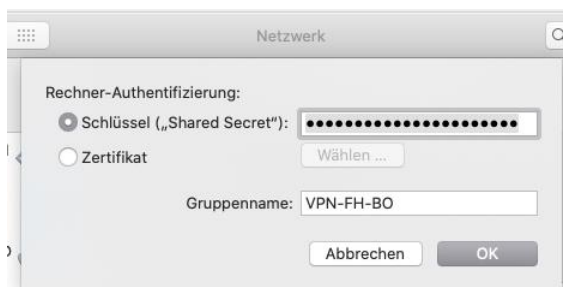 Netzwerk
Rechner-Authentifizierung:
Schlüssel („Shared Secret“): ••••••••••••••••••••••
Zertifikat
Wählen ...
Gruppenname: VPN-FH-BO
Abbrechen OK